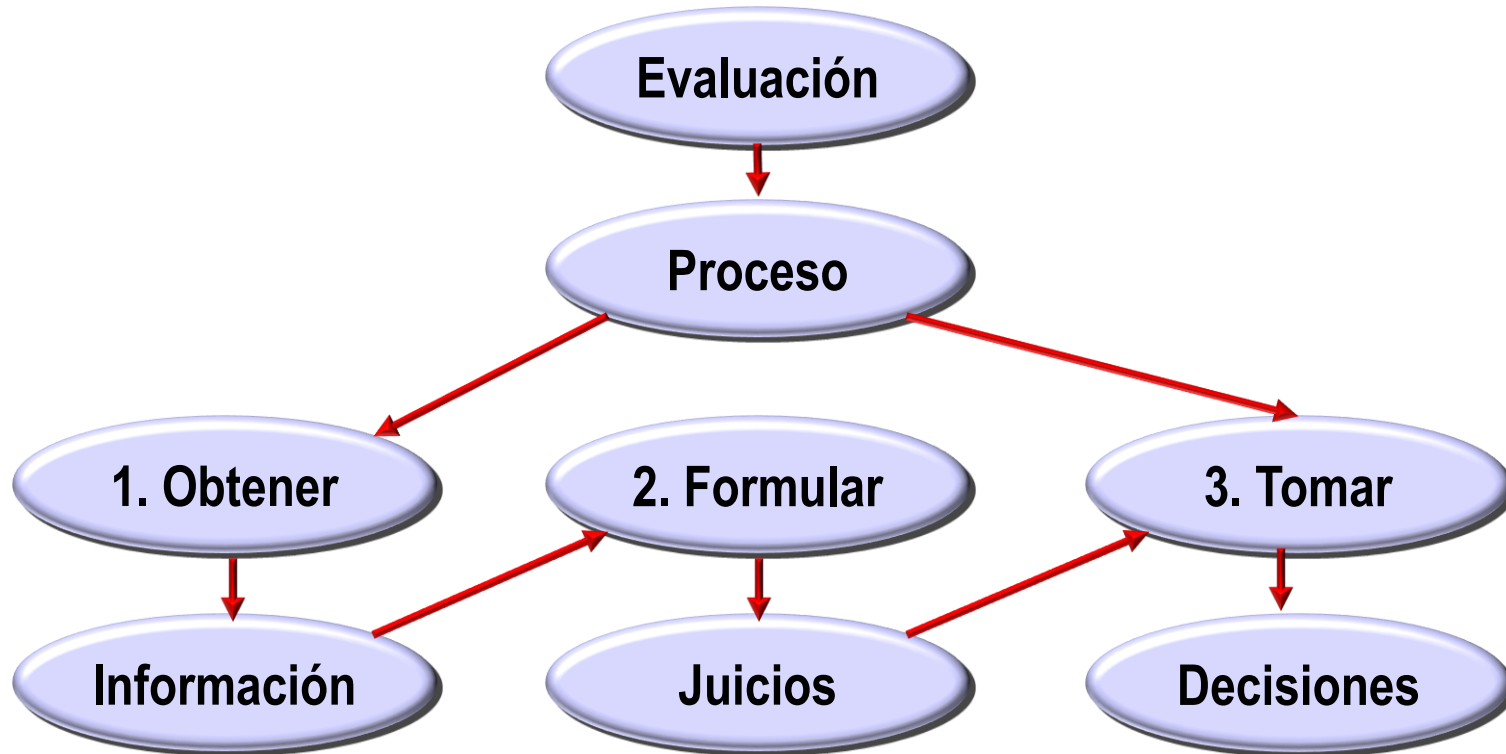 Evaluación
Proceso
1. Obtener
2. Formular
3. Tomar
Información
Juicios
Decisiones